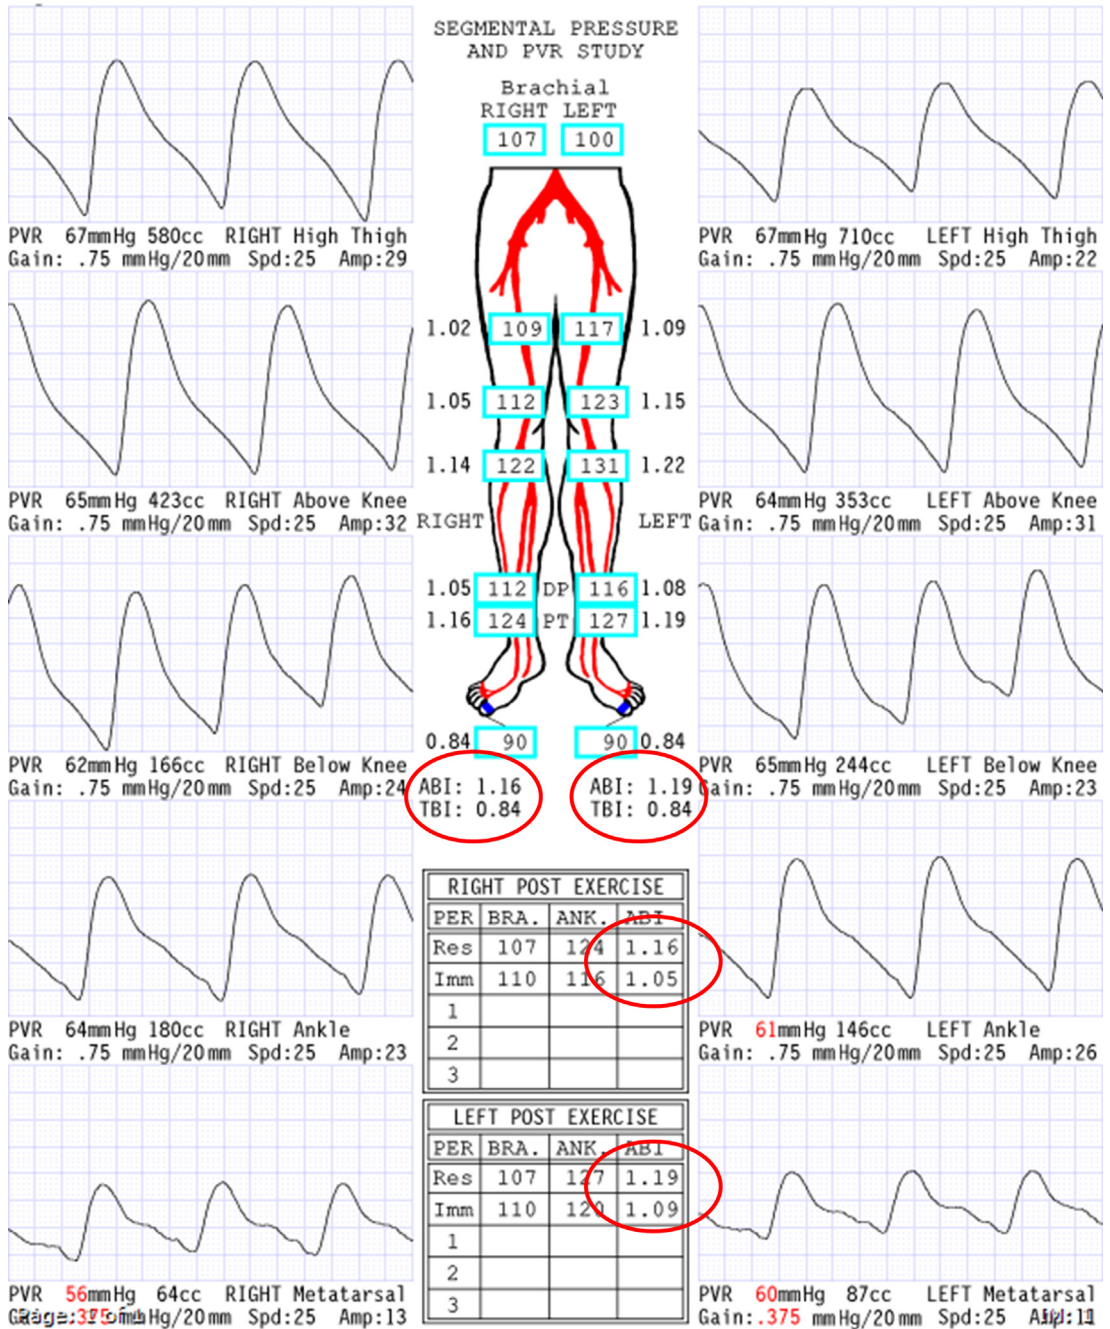 SEGMENTAL PRESSURE
AND PVR STUDY
Brachial
RIGHT LEFT
107 100
PVR 67mmHg 580cc RIGHT High Thigh
Gain: .75 mmHg/20mm Spd:25 Amp:29
PVR 67mmHg 710cc LEFT High Thigh
Gain: .75 mmHg/20mm Spd:25 Amp:22
1.02 109 117 1.09
1.05 112 123 1.15
1.14 122 131 1.22
PVR 65mmHg 423cc RIGHT Above Knee
Gain: .75 mmHg/20mm Spd:25 Amp:32
PVR 64mmHg 353cc LEFT Above Knee
Gain: .75 mmHg/20mm Spd:25 Amp:31
RIGHT LEFT
1.05 112 DP 116 1.08
1.16 124 PT 127 1.19
0.84 90 90 0.84
PVR 62mmHg 166cc RIGHT Below Knee
Gain: .75 mmHg/20mm Spd:25 Amp:24
PVR 65mmHg 244cc LEFT Below Knee
Gain: .75 mmHg/20mm Spd:25 Amp:23
ABI: 1.16 ABI: 1.19
TBI: 0.84 TBI: 0.84
RIGHT POST EXERCISE
PER BRA. ANK. ABI
Res 107 124 1.16
Imm 110 116 1.05
1
2
3
PVR 64mmHg 180cc RIGHT Ankle
Gain: .75 mmHg/20mm Spd:25 Amp:23
PVR 61mmHg 146cc LEFT Ankle
Gain: .75 mmHg/20mm Spd:25 Amp:26
LEFT POST EXERCISE
PER BRA. ANK. ABI
Res 107 127 1.19
Imm 110 120 1.09
1
2
3
PVR 56mmHg 64cc RIGHT Metatarsal
Spd:25 Amp:13
PVR 60mmHg 87cc LEFT Metatarsal
Gain:.375 mmHg/20mm Spd:25